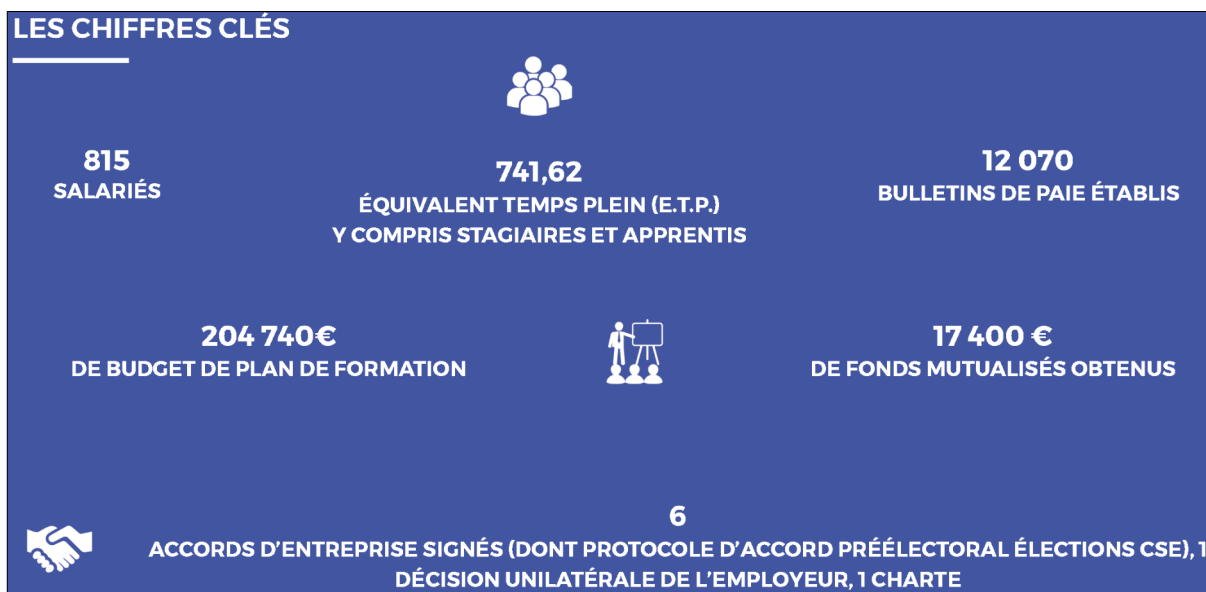 LES CHIFFRES CLÉS
815
SALARIÉS
741,62
ÉQUIVALENT TEMPS PLEIN (E.T.P.)
Y COMPRIS STAGIAIRES ET APPRENTIS
12 070
BULLETINS DE PAIE ÉTABLIS
204 740€
DE BUDGET DE PLAN DE FORMATION
17 400 €
DE FONDS MUTUALISÉS OBTENUS
6
ACCORDS D'ENTREPRISE SIGNÉS (DONT PROTOCOLE D'ACCORD PRÉÉLECTORAL ÉLECTIONS CSE), 1
DÉCISION UNILATÉRALE DE L'EMPLOYEUR, 1 CHARTE